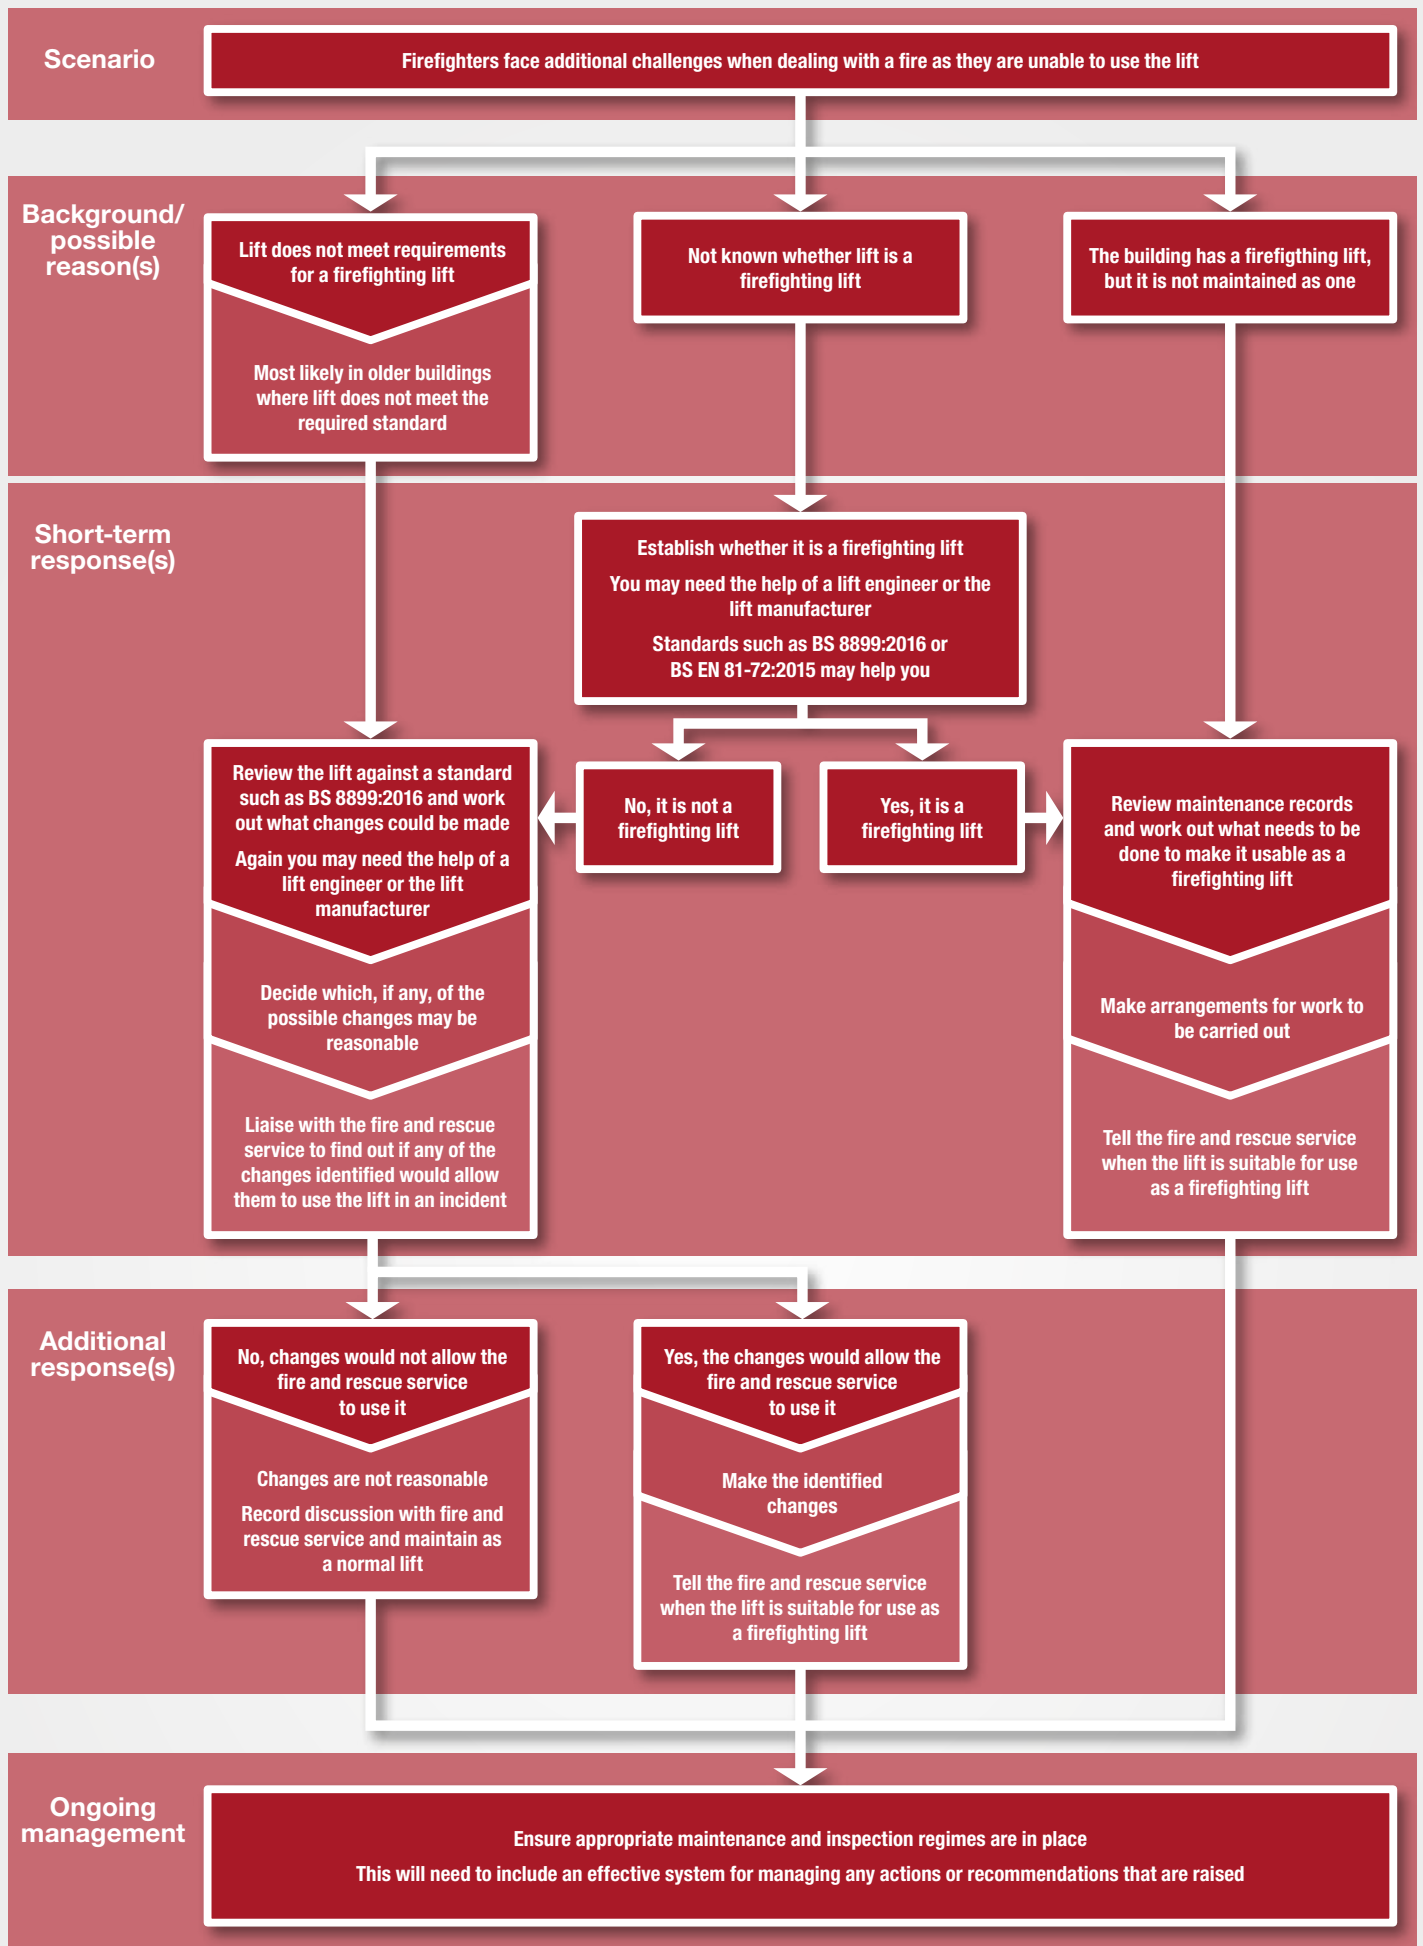 Scenario
Firefighters face additional challenges when dealing with a fire as they are unable to use the lift
Background/
possible
reason(s)
Lift does not meet requirements
for a firefighting lift
Most likely in older buildings
where lift does not meet the
required standard
Not known whether lift is a
firefighting lift
The building has a firefigthing lift,
but it is not maintained as one
Short-term
response(s)
Establish whether it is a firefighting lift
You may need the help of a lift engineer or the
lift manufacturer
Standards such as BS 8899:2016 or
BS EN 81-72:2015 may help you
Review the lift against a standard
such as BS 8899:2016 and work
out what changes could be made
Again you may need the help of a
lift engineer or the lift
manufacturer
Decide which, if any, of the
possible changes may be
reasonable
Liaise with the fire and rescue
service to find out if any of the
changes identified would allow
them to use the lift in an incident
No, it is not a
firefighting lift
Yes, it is a
firefighting lift
Review maintenance records
and work out what needs to be
done to make it usable as a
firefighting lift
Make arrangements for work to
be carried out
Tell the fire and rescue service
when the lift is suitable for use
as a firefighting lift
Additional
response(s)
No, changes would not allow the
fire and rescue service
to use it
Changes are not reasonable
Record discussion with fire and
rescue service and maintain as
a normal lift
Yes, the changes would allow the
fire and rescue service
to use it
Make the identified
changes
Tell the fire and rescue service
when the lift is suitable for use as
a firefighting lift
Ongoing
management
Ensure appropriate maintenance and inspection regimes are in place
This will need to include an effective system for managing any actions or recommendations that are raised